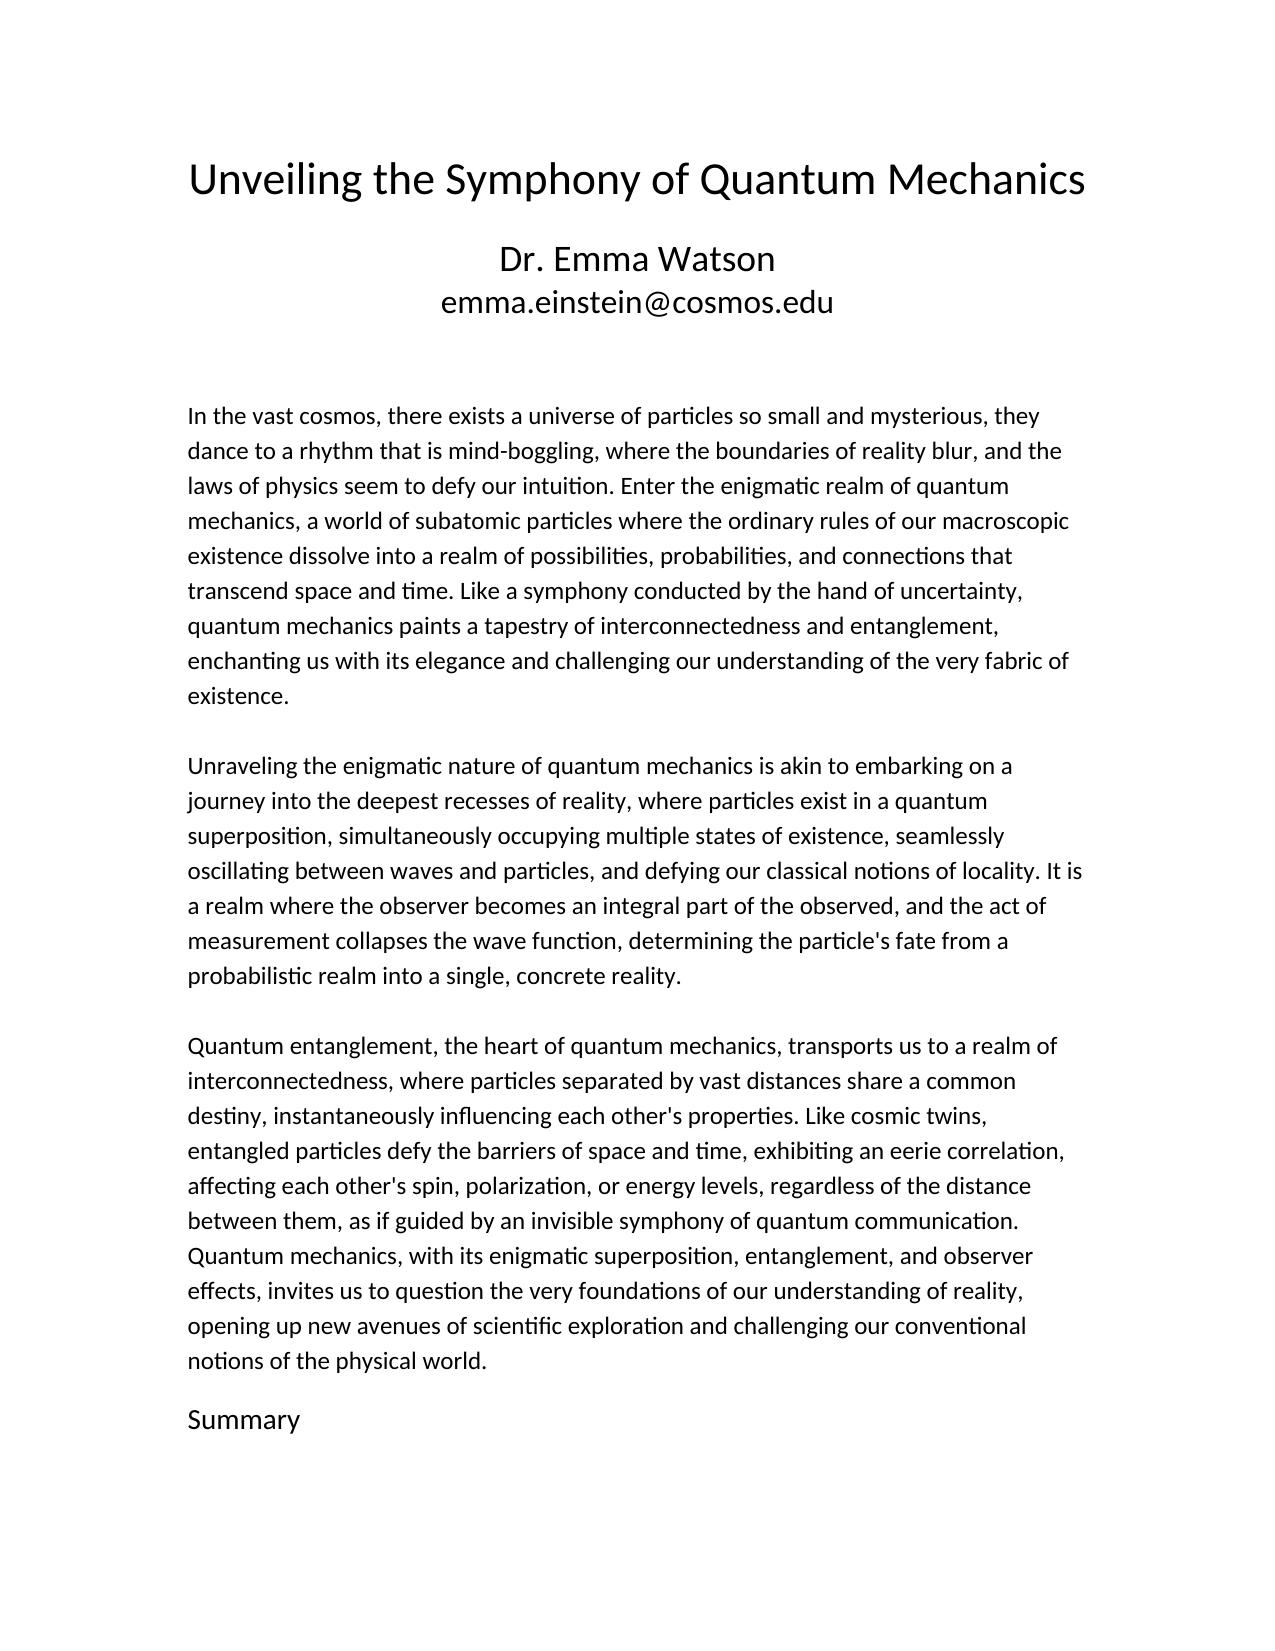 Unveiling the Symphony of Quantum Mechanics
Dr. Emma Watson
emma.einstein@cosmos.edu
In the vast cosmos, there exists a universe of particles so small and mysterious, they
dance to a rhythm that is mind-boggling, where the boundaries of reality blur, and the
laws of physics seem to defy our intuition. Enter the enigmatic realm of quantum
mechanics, a world of subatomic particles where the ordinary rules of our macroscopic
existence dissolve into a realm of possibilities, probabilities, and connections that
transcend space and time. Like a symphony conducted by the hand of uncertainty,
quantum mechanics paints a tapestry of interconnectedness and entanglement,
enchanting us with its elegance and challenging our understanding of the very fabric of
existence.
Unraveling the enigmatic nature of quantum mechanics is akin to embarking on a
journey into the deepest recesses of reality, where particles exist in a quantum
superposition, simultaneously occupying multiple states of existence, seamlessly
oscillating between waves and particles, and defying our classical notions of locality. It is
a realm where the observer becomes an integral part of the observed, and the act of
measurement collapses the wave function, determining the particle's fate from a
probabilistic realm into a single, concrete reality.
Quantum entanglement, the heart of quantum mechanics, transports us to a realm of
interconnectedness, where particles separated by vast distances share a common
destiny, instantaneously influencing each other's properties. Like cosmic twins,
entangled particles defy the barriers of space and time, exhibiting an eerie correlation,
affecting each other's spin, polarization, or energy levels, regardless of the distance
between them, as if guided by an invisible symphony of quantum communication.
Quantum mechanics, with its enigmatic superposition, entanglement, and observer
effects, invites us to question the very foundations of our understanding of reality,
opening up new avenues of scientific exploration and challenging our conventional
notions of the physical world.
Summary